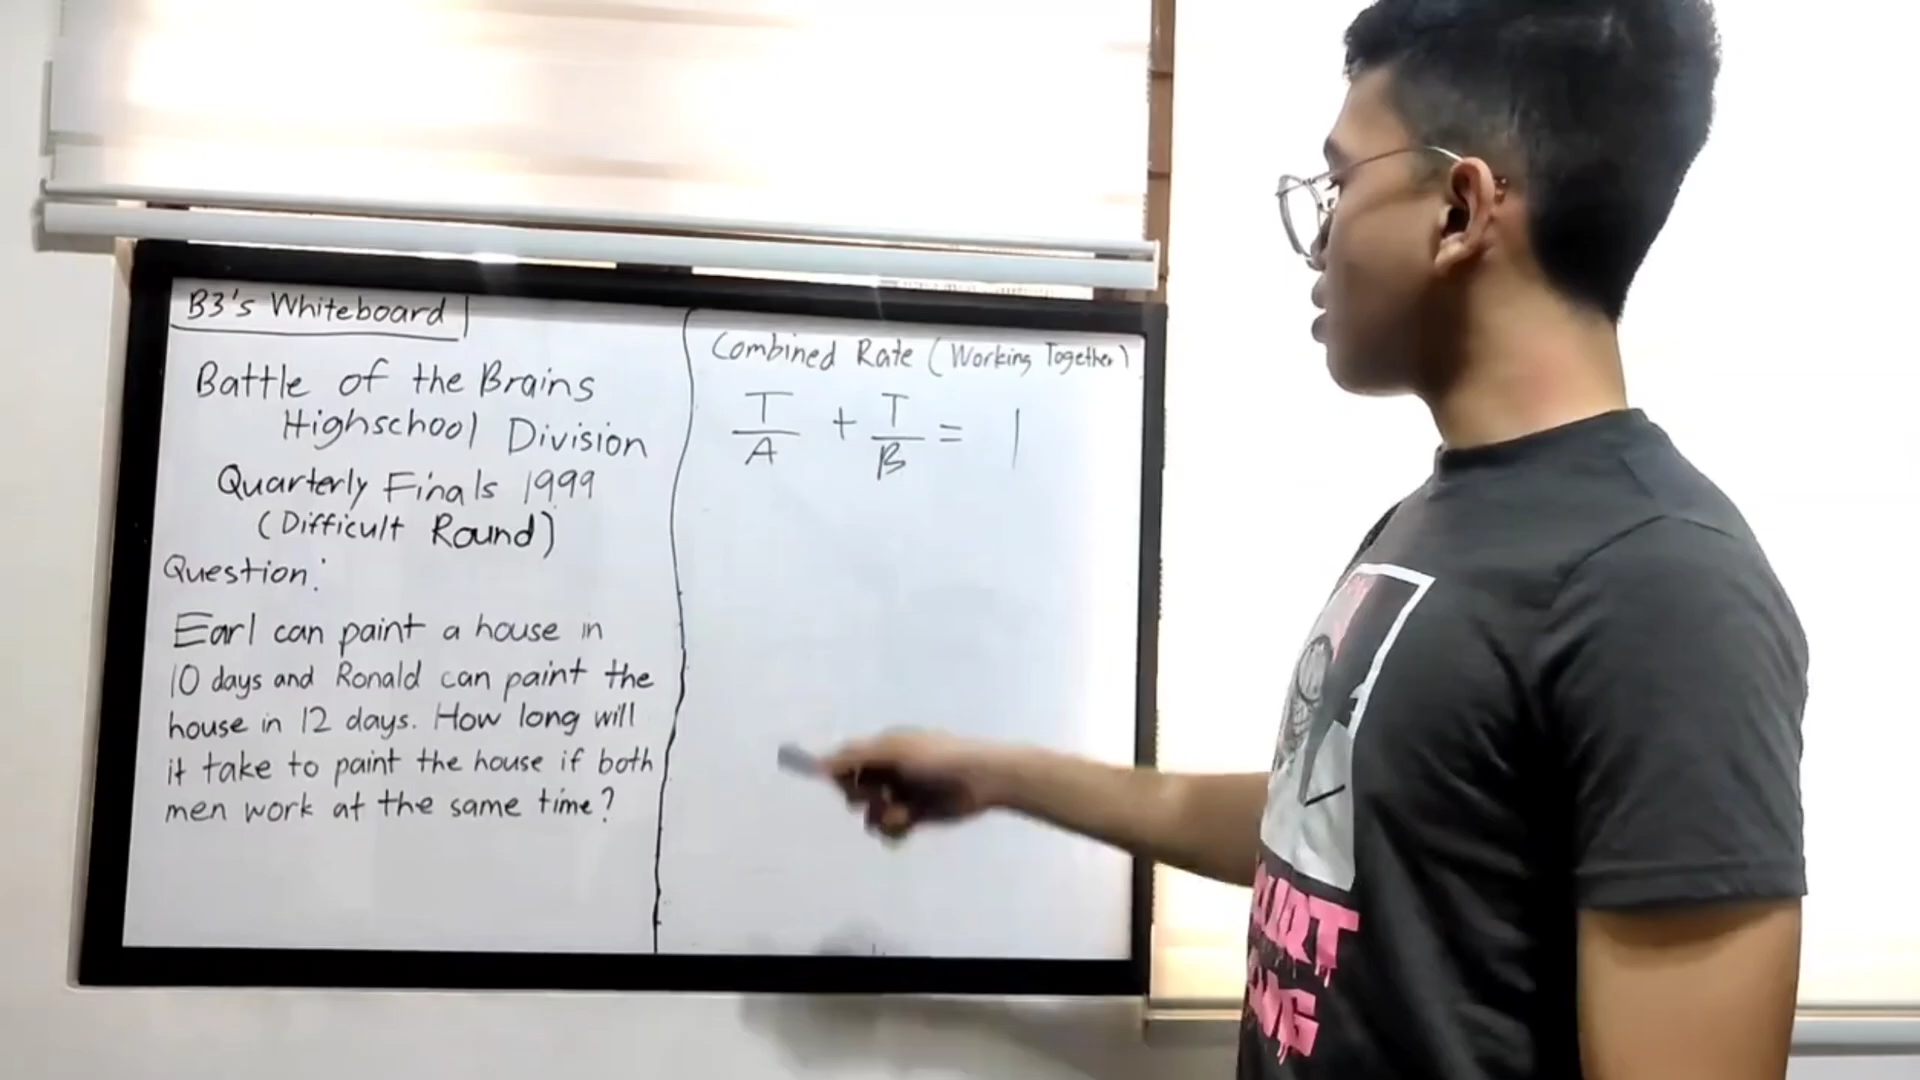 B3's Whiteboard
Battle of the Brains
Highschool Division
Quarterly Finals 1999
(Difficult Round)
Question:
Earl can paint a house in
10 days and Ronald can paint the
house in 12 days. How long will
it take to paint the house if both
men work at the same time?
Combined Rate (Working Together)
T/A + T/B = 1